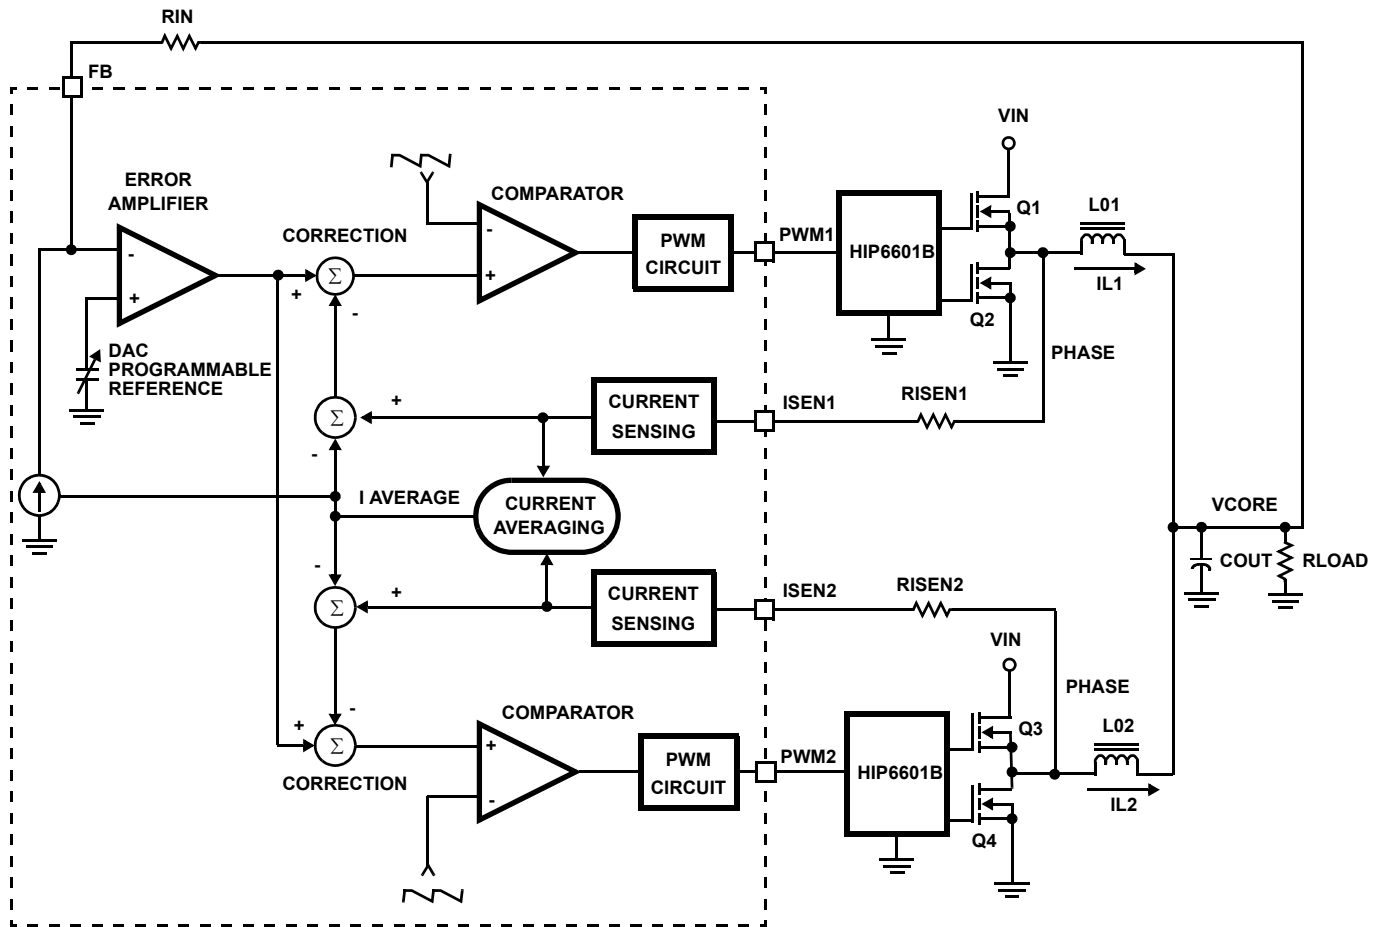 RIN
FB
VIN
ERROR
AMPLIFIER
COMPARATOR
Q1
L01
CORRECTION
-
-
PWM
CIRCUIT
PWM1
HIP6601B
Σ
+
+
+
IL1
-
Q2
DAC
PROGRAMMABLE
REFERENCE
PHASE
CURRENT
SENSING
ISEN1
RISEN1
+
Σ
-
I AVERAGE
CURRENT
AVERAGING
VCORE
COUT
RLOAD
-
+
Σ
CURRENT
SENSING
ISEN2
RISEN2
VIN
PHASE
-
COMPARATOR
+
Σ
+
Q3
L02
CORRECTION
-
PWM
CIRCUIT
PWM2
HIP6601B
IL2
Q4